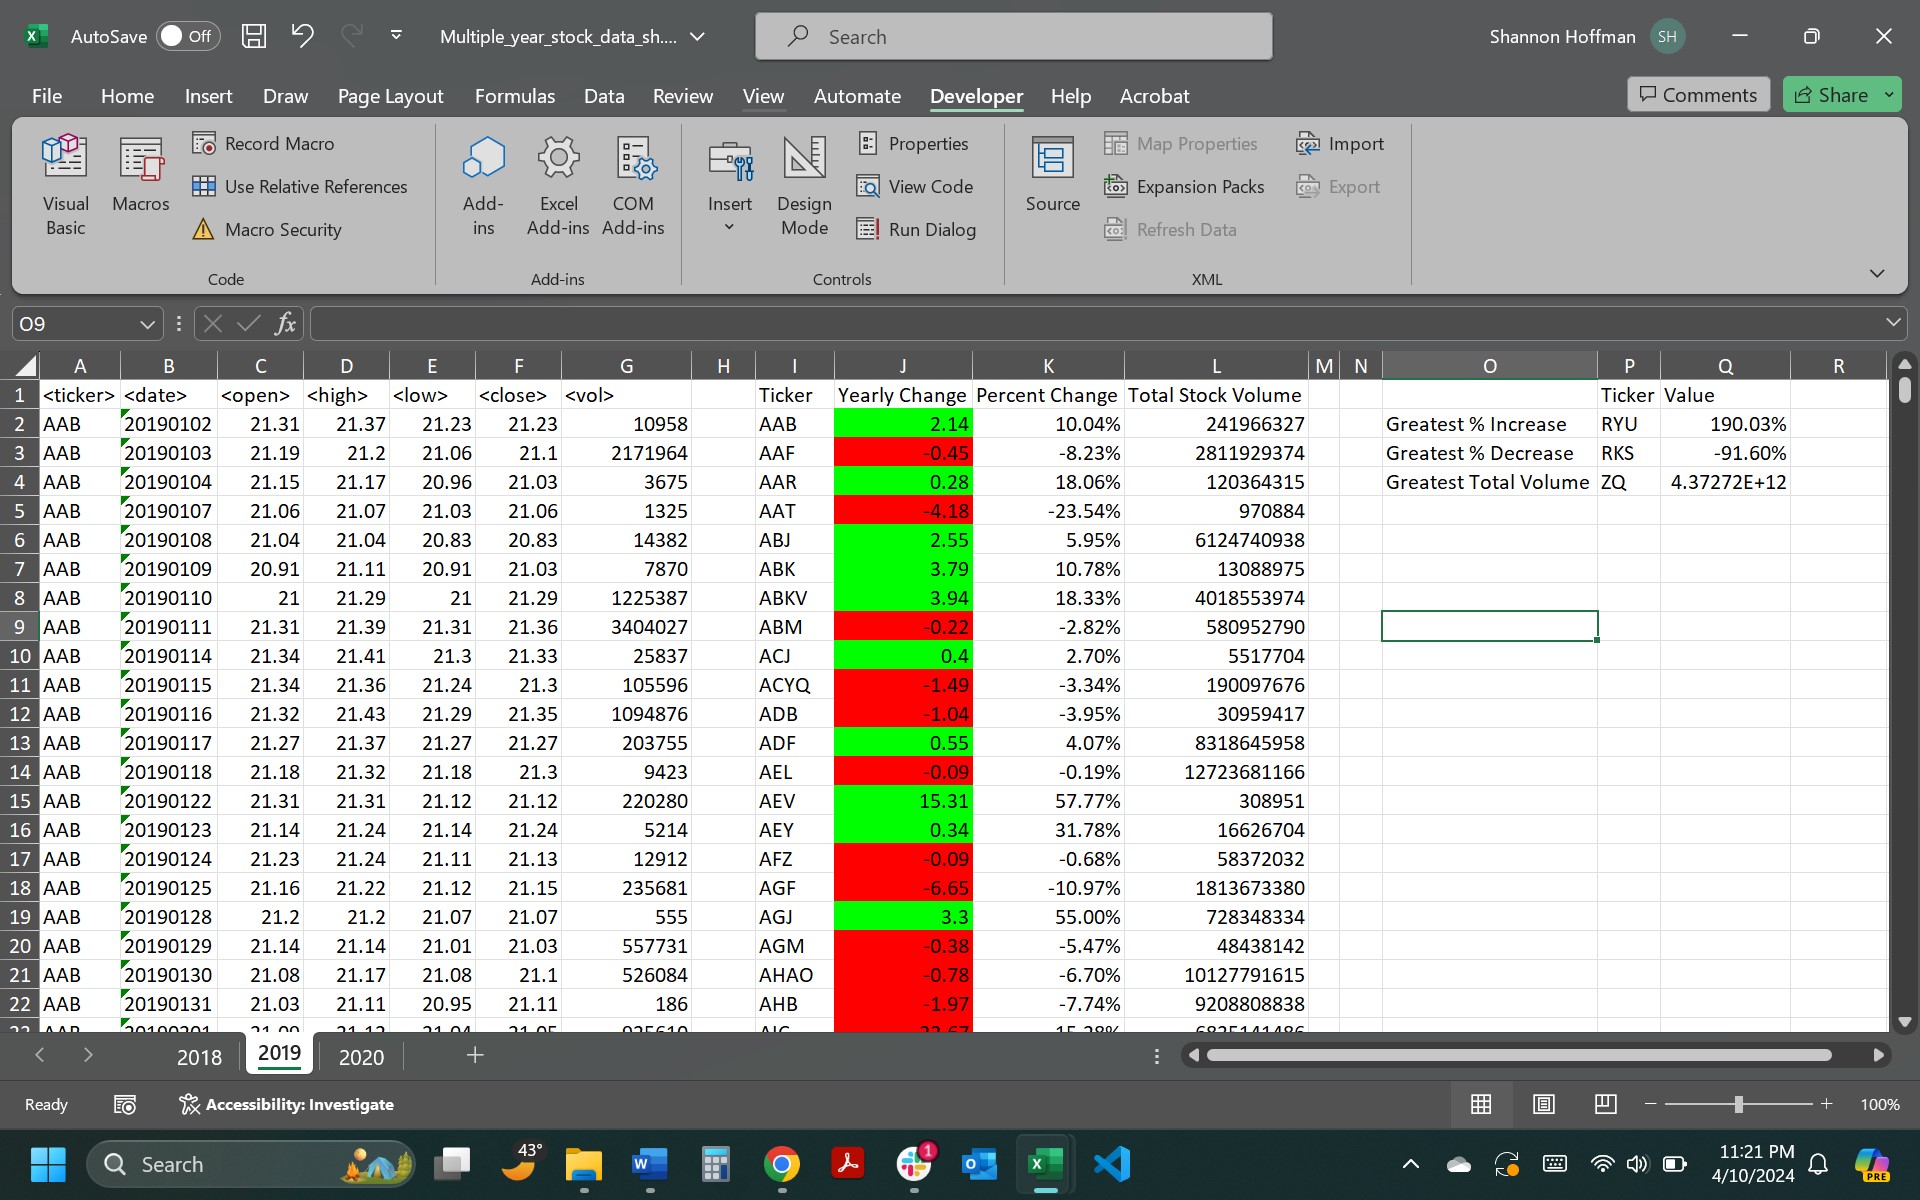 AutoSave Off Multiple_year_stock_data_sh.... Search Shannon Hoffman SH
File Home Insert Draw Page Layout Formulas Data Review View Automate Developer Help Acrobat Comments Share
Visual Basic
Macros
Record Macro
Use Relative References
Macro Security
Code
Add-ins
Excel Add-ins
COM Add-ins
Add-ins
Insert
Design Mode
Properties
View Code
Run Dialog
Controls
Source
Map Properties
Expansion Packs
Refresh Data
Import
Export
XML
O9 fx
A B C D E F G H I J K L M N O P Q R
1 <ticker> <date> <open> <high> <low> <close> <vol> Ticker Yearly Change Percent Change Total Stock Volume Ticker Value
2 AAB 20190102 21.31 21.37 21.23 21.23 10958 AAB 2.14 10.04% 241966327 Greatest % Increase RYU 190.03%
3 AAB 20190103 21.19 21.2 21.06 21.1 2171964 AAF -0.45 -8.23% 2811929374 Greatest % Decrease RKS -91.60%
4 AAB 20190104 21.15 21.17 20.96 21.03 3675 AAR 0.28 18.06% 120364315 Greatest Total Volume ZQ 4.37272E+12
5 AAB 20190107 21.06 21.07 21.03 21.06 1325 AAT -4.18 -23.54% 970884
6 AAB 20190108 21.04 21.04 20.83 20.83 14382 ABJ 2.55 5.95% 6124740938
7 AAB 20190109 20.91 21.11 20.91 21.03 7870 ABK 3.79 10.78% 13088975
8 AAB 20190110 21 21.29 21 21.29 1225387 ABKV 3.94 18.33% 4018553974
9 AAB 20190111 21.31 21.39 21.31 21.36 3404027 ABM -0.22 -2.82% 580952790
10 AAB 20190114 21.34 21.41 21.3 21.33 25837 ACJ 0.4 2.70% 5517704
11 AAB 20190115 21.34 21.36 21.24 21.3 105596 ACYQ -1.49 -3.34% 190097676
12 AAB 20190116 21.32 21.43 21.29 21.35 1094876 ADB -1.04 -3.95% 30959417
13 AAB 20190117 21.27 21.37 21.27 21.27 203755 ADF 0.55 4.07% 8318645958
14 AAB 20190118 21.18 21.32 21.18 21.3 9423 AEL -0.09 -0.19% 12723681166
15 AAB 20190122 21.31 21.31 21.12 21.12 220280 AEV 15.31 57.77% 308951
16 AAB 20190123 21.14 21.24 21.14 21.24 5214 AEY 0.34 31.78% 16626704
17 AAB 20190124 21.23 21.24 21.11 21.13 12912 AFZ -0.09 -0.68% 58372032
18 AAB 20190125 21.16 21.22 21.12 21.15 235681 AGF -6.65 -10.97% 1813673380
19 AAB 20190128 21.2 21.2 21.07 21.07 555 AGJ 3.3 55.00% 728348334
20 AAB 20190129 21.14 21.14 21.01 21.03 557731 AGM -0.38 -5.47% 48438142
21 AAB 20190130 21.08 21.17 21.08 21.1 526084 AHAO -0.78 -6.70% 10127791615
22 AAB 20190131 21.03 21.11 20.95 21.11 186 AHB -1.97 -7.74% 9208808838
2018 2019 2020
Ready Accessibility: Investigate 100%
Search 43° 1 11:21 PM
4/10/2024 PRE